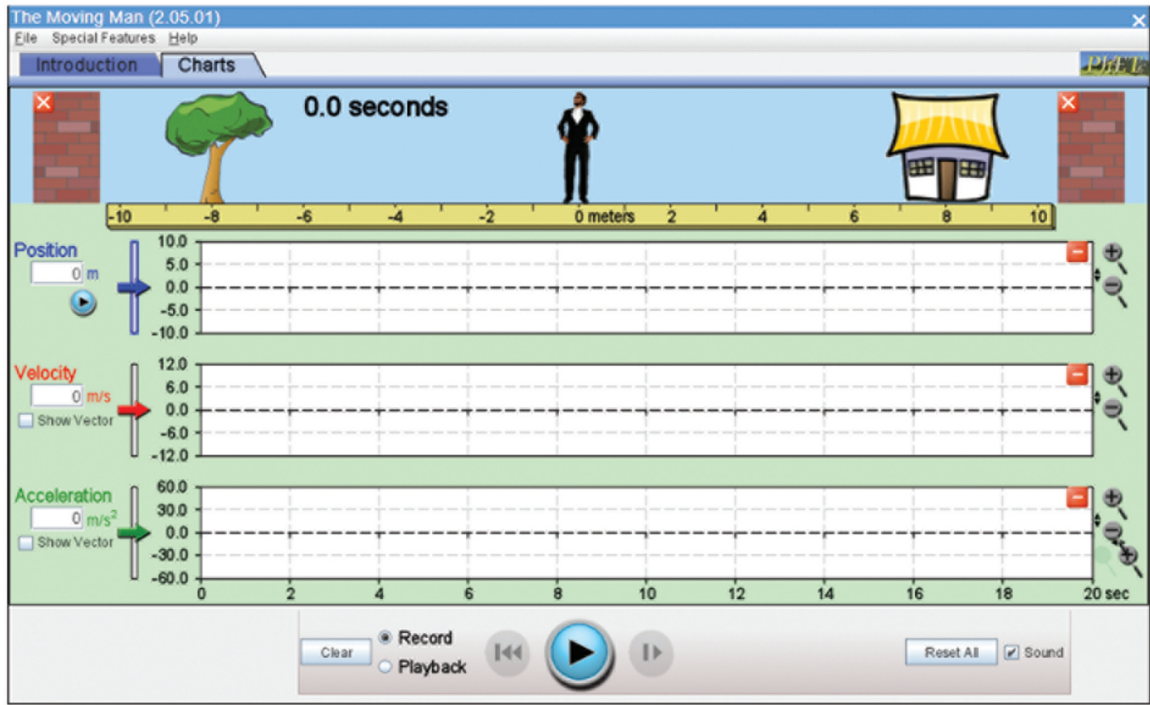 The Moving Man (2.05.01)
File Special Features Help
Introduction Charts
PhET
0.0 seconds
-10 -8 -6 -4 -2 0 meters 2 4 6 8 10
Position
0 m
10.0
5.0
0.0
-5.0
-10.0
Velocity
0 m/s
Show Vector
12.0
6.0
0.0
-6.0
-12.0
Acceleration
0 m/s²
Show Vector
60.0
30.0
0.0
-30.0
-60.0
0 2 4 6 8 10 12 14 16 18 20 sec
Clear
Record
Playback
Reset All
Sound